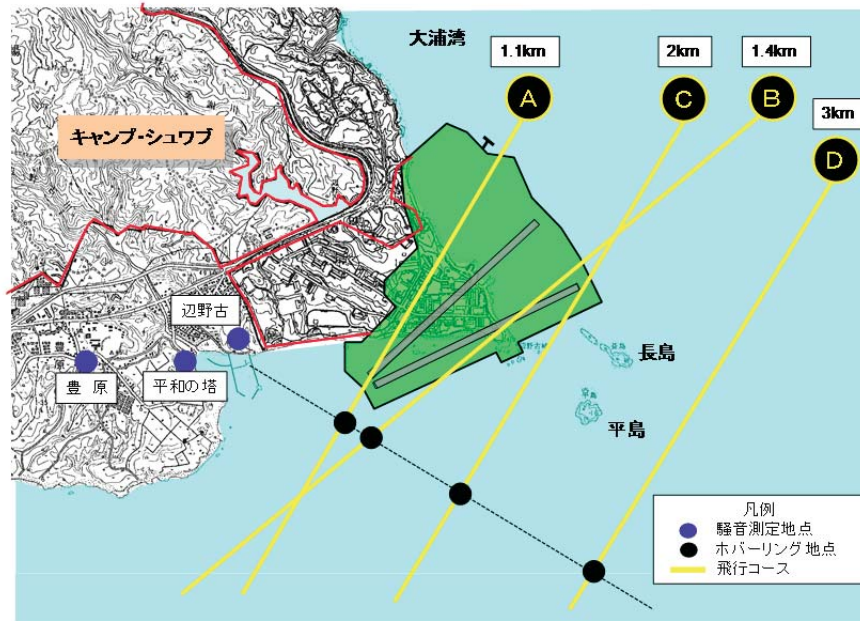 大浦湾
1.1km
2km
1.4km
3km
A
C
B
D
キャンプ・シュワブ
辺野古
豊原
平和の塔
長島
平島
凡例
騒音測定地点
ホバーリング地点
飛行コース